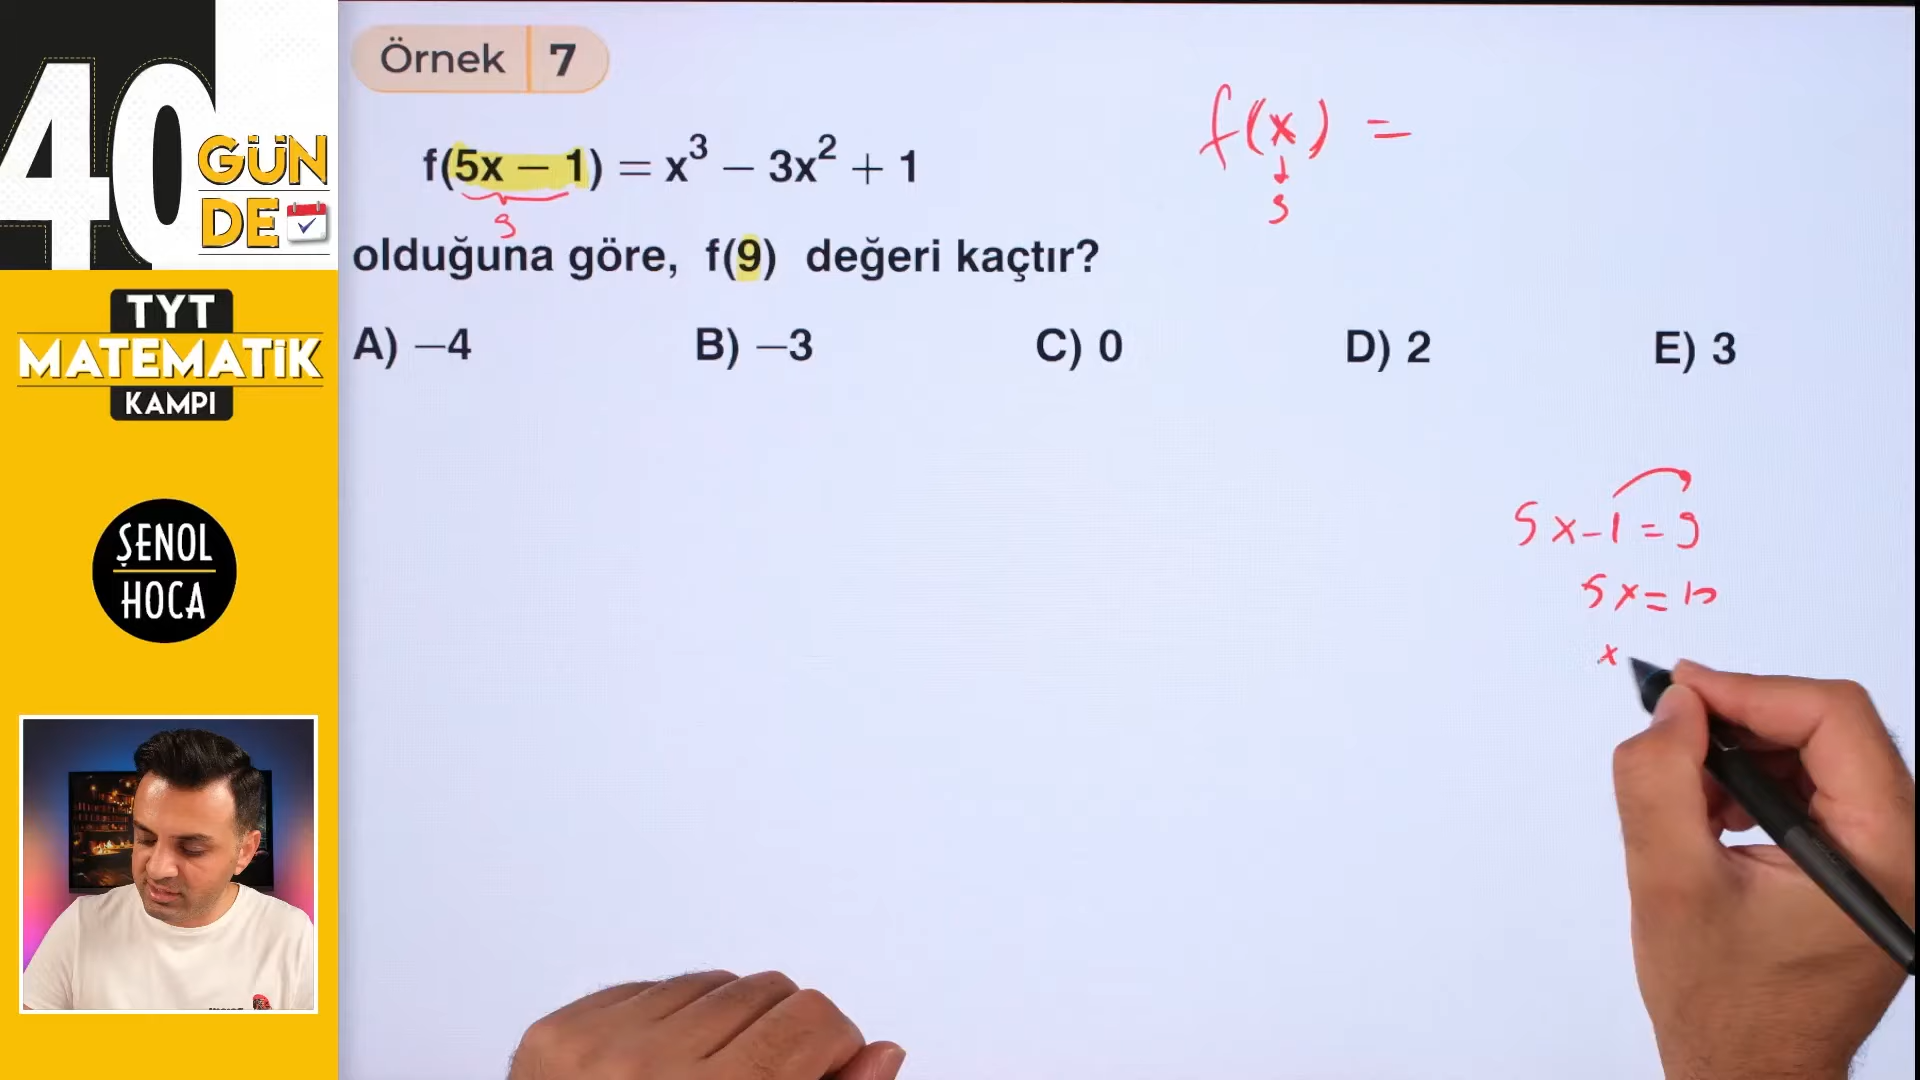 40
GÜN
DE
TYT
MATEMATİK
KAMPI
ŞENOL
HOCA
Örnek 7
f(5x − 1) = x³ − 3x² + 1
9
olduğuna göre, f(9) değeri kaçtır?
A) −4 B) −3 C) 0 D) 2 E) 3
f(x) =
9
5x-1=9
5x=10
x